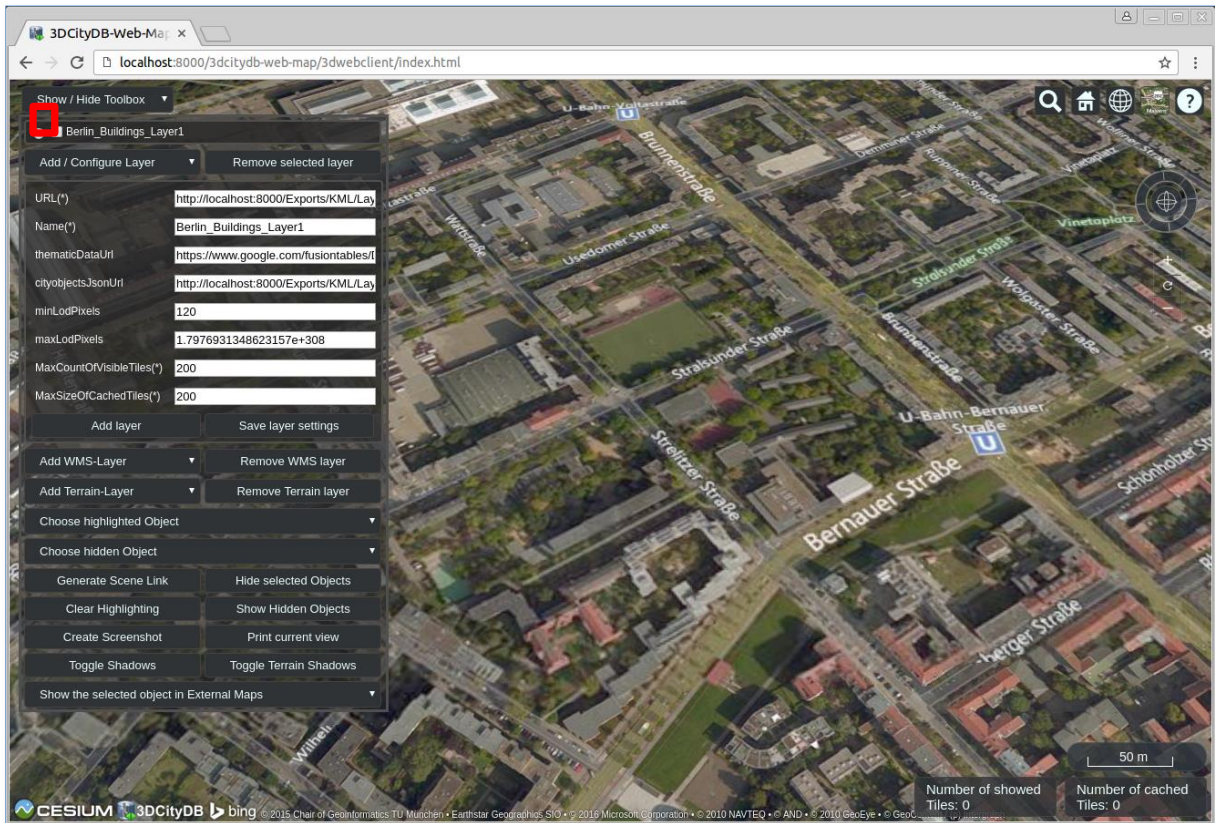 3DCityDB-Web-Map
localhost:8000/3dcitydb-web-map/3dwebclient/index.html
Show / Hide Toolbox
Berlin_Buildings_Layer1
Add / Configure Layer
Remove selected layer
URL(*)
http://localhost:8000/Exports/KML/Lay
Name(*)
Berlin_Buildings_Layer1
thematicDataUrl
https://www.google.com/fusiontables/D
cityobjectsJsonUrl
http://localhost:8000/Exports/KML/Lay
minLodPixels
120
maxLodPixels
1.7976931348623157e+308
MaxCountOfVisibleTiles(*)
200
MaxSizeOfCachedTiles(*)
200
Add layer
Save layer settings
Add WMS-Layer
Remove WMS layer
Add Terrain-Layer
Remove Terrain layer
Choose highlighted Object
Choose hidden Object
Generate Scene Link
Hide selected Objects
Clear Highlighting
Show Hidden Objects
Create Screenshot
Print current view
Toggle Shadows
Toggle Terrain Shadows
Show the selected object in External Maps
U-Bahn-Voltastraße
U
Brunnenstraße
Demminer Straße
Ruppiner Straße
Wolliner
Vinetaplatz
Vinetaplatz
Wattstraße
Usedomer Straße
Stralsunder Straße
Wolgaster Straße
Brunnenstraße
Stralsunder Straße
Strelitzer Straße
U-Bahn-Bernauer
Straße
U
Bernauer Straße
Schönholzer
-berger Straße
Wilhelm
?
50 m
Number of showed
Tiles: 0
Number of cached
Tiles: 0
CESIUM 3DCityDB bing © 2015 Chair of Geoinformatics TU München • Earthstar Geographics SIO • © 2016 Microsoft Corporation • © 2010 NAVTEQ • © AND • © 2010 GeoEye •